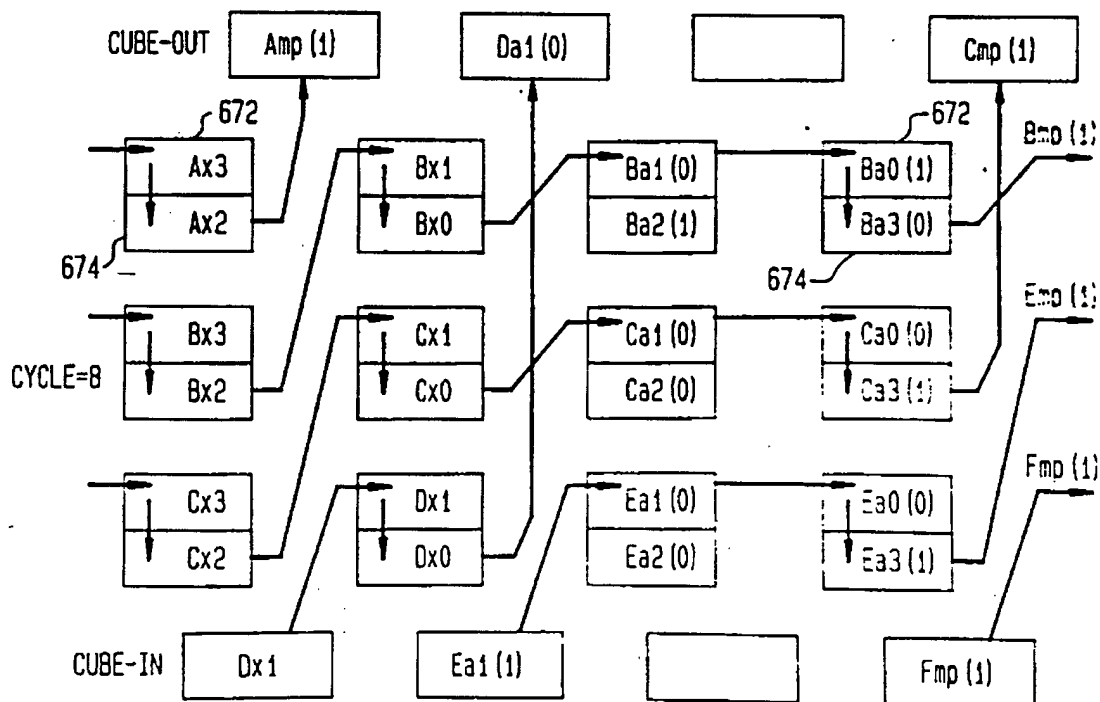 CUBE-OUT Amp (1) Da1 (0) Cmp (1)
672 672 Bmp (1)
Ax3 Bx1 Ba1 (0) Ba0 (1)
Ax2 Bx0 Ba2 (1) Ba3 (0)
674 674 Emp (1)
Bx3 Cx1 Ca1 (0) Ca0 (0)
CYCLE=8 Bx2 Cx0 Ca2 (0) Ca3 (1)
Fmp (1)
Cx3 Dx1 Ea1 (0) Ea0 (0)
Cx2 Dx0 Ea2 (0) Ea3 (1)
CUBE-IN Dx1 Ea1 (1) Fmp (1)